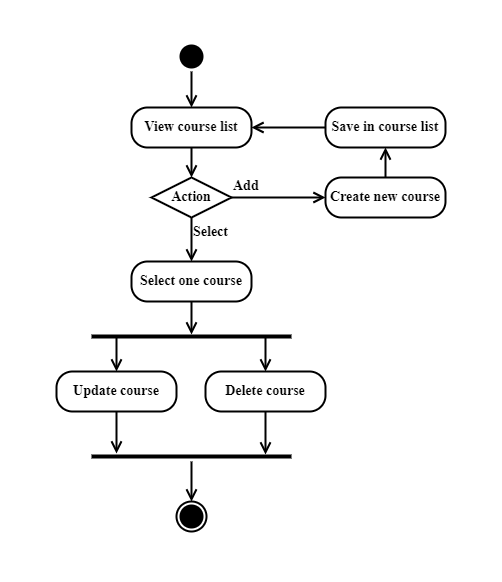 View course list
Save in course list
Action
Add
Create new course
Select
Select one course
Update course
Delete course